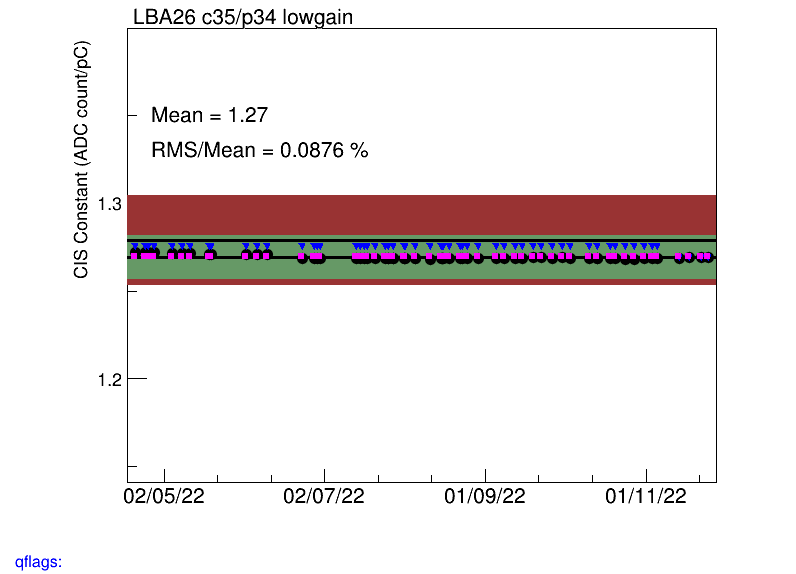 LBA26 c35/p34 lowgain
CIS Constant (ADC count/pC)
Mean = 1.27
RMS/Mean = 0.0876 %
1.3
1.2
02/05/22 02/07/22 01/09/22 01/11/22
qflags: